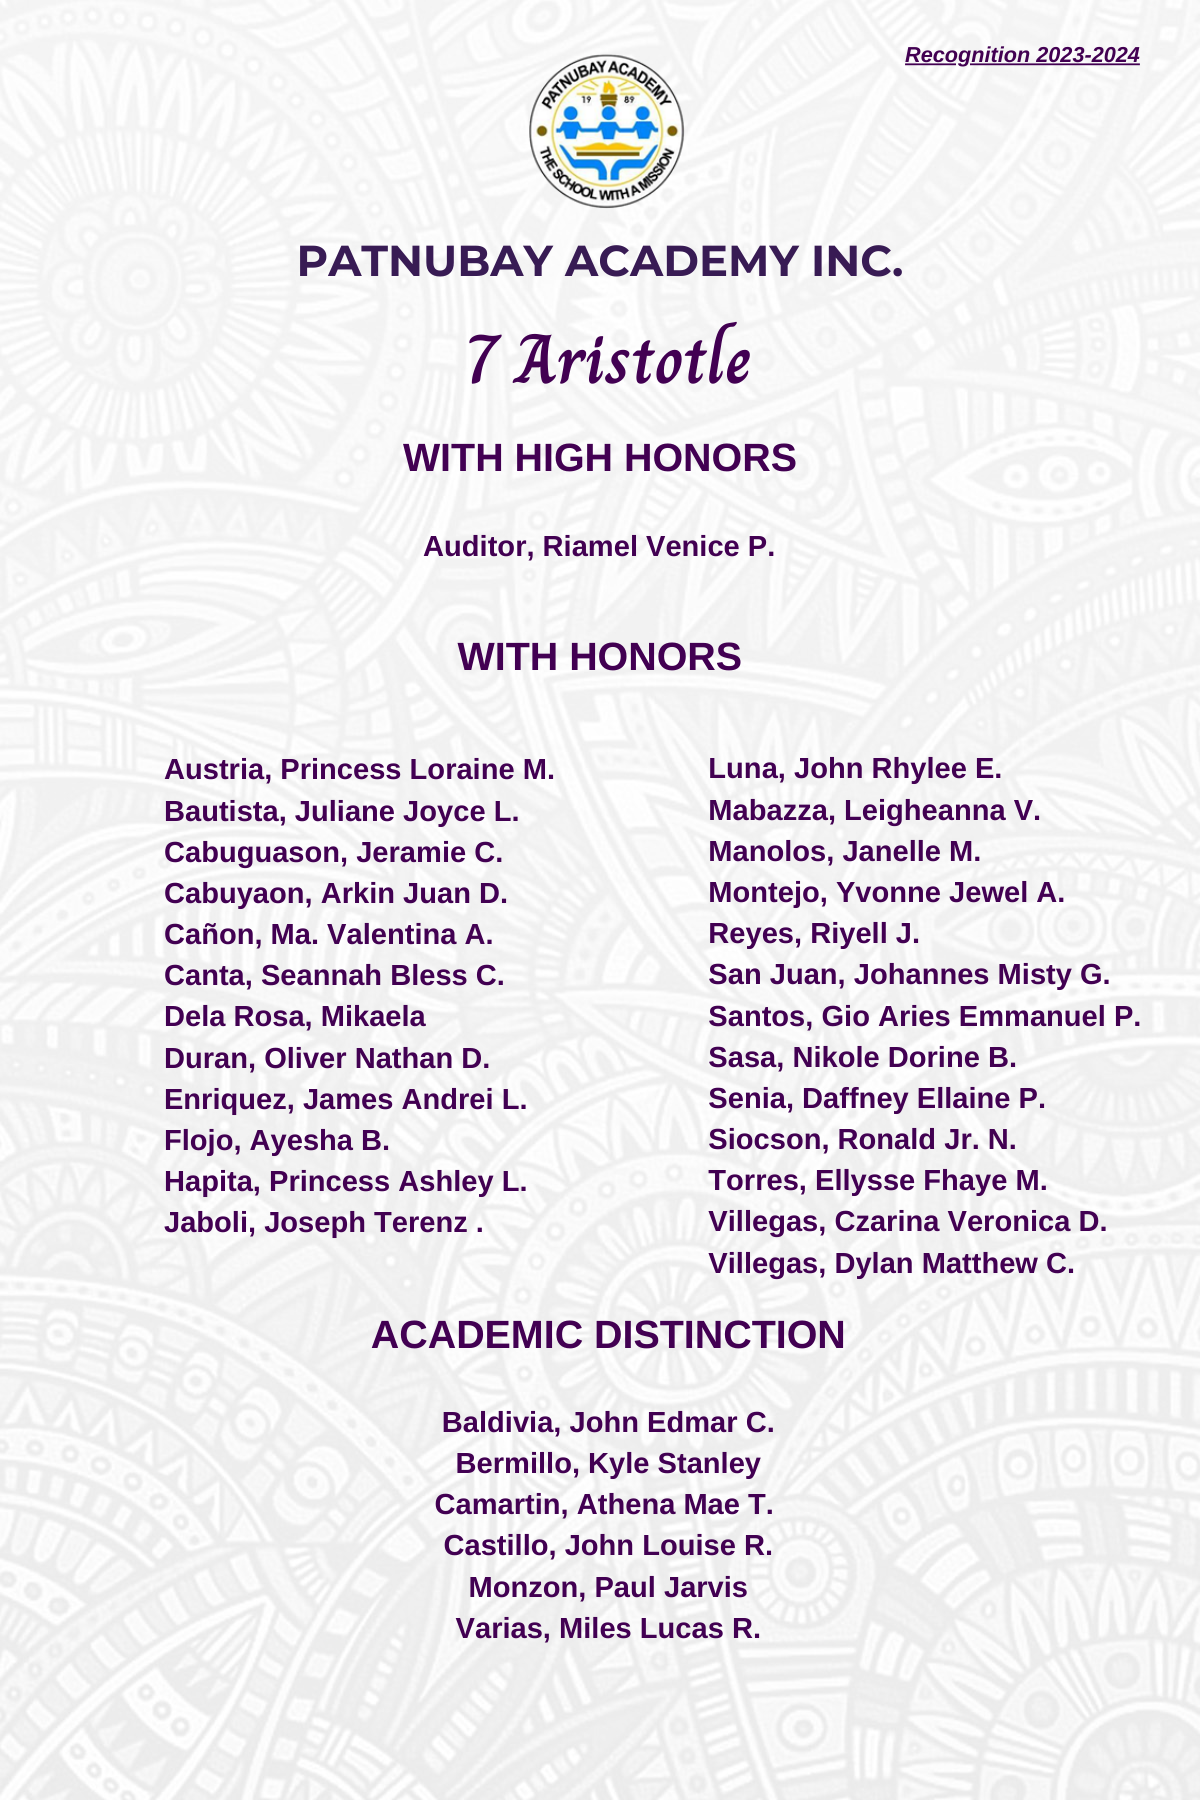 Recognition 2023-2024
PATNUBAY ACADEMY
19 89
THE SCHOOL WITH A MISSION
PATNUBAY ACADEMY INC.
7 Aristotle
WITH HIGH HONORS
Auditor, Riamel Venice P.
WITH HONORS
Austria, Princess Loraine M.
Bautista, Juliane Joyce L.
Cabuguason, Jeramie C.
Cabuyaon, Arkin Juan D.
Cañon, Ma. Valentina A.
Canta, Seannah Bless C.
Dela Rosa, Mikaela
Duran, Oliver Nathan D.
Enriquez, James Andrei L.
Flojo, Ayesha B.
Hapita, Princess Ashley L.
Jaboli, Joseph Terenz .
Luna, John Rhylee E.
Mabazza, Leigheanna V.
Manolos, Janelle M.
Montejo, Yvonne Jewel A.
Reyes, Riyell J.
San Juan, Johannes Misty G.
Santos, Gio Aries Emmanuel P.
Sasa, Nikole Dorine B.
Senia, Daffney Ellaine P.
Siocson, Ronald Jr. N.
Torres, Ellysse Fhaye M.
Villegas, Czarina Veronica D.
Villegas, Dylan Matthew C.
ACADEMIC DISTINCTION
Baldivia, John Edmar C.
Bermillo, Kyle Stanley
Camartin, Athena Mae T.
Castillo, John Louise R.
Monzon, Paul Jarvis
Varias, Miles Lucas R.